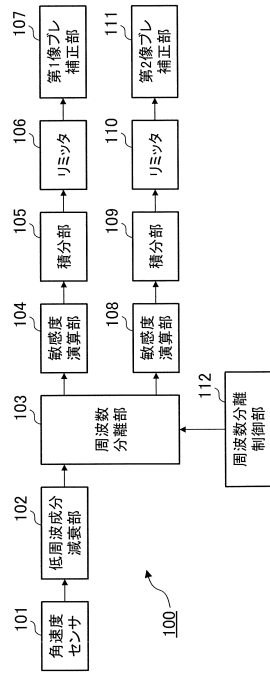 101
角速度
センサ
102
低周波成分
減衰部
103
周波数
分離部
104
敏感度
演算部
105
積分部
106
リミッタ
107
第1像ブレ
補正部
108
敏感度
演算部
109
積分部
110
リミッタ
111
第2像ブレ
補正部
112
周波数分離
制御部
100